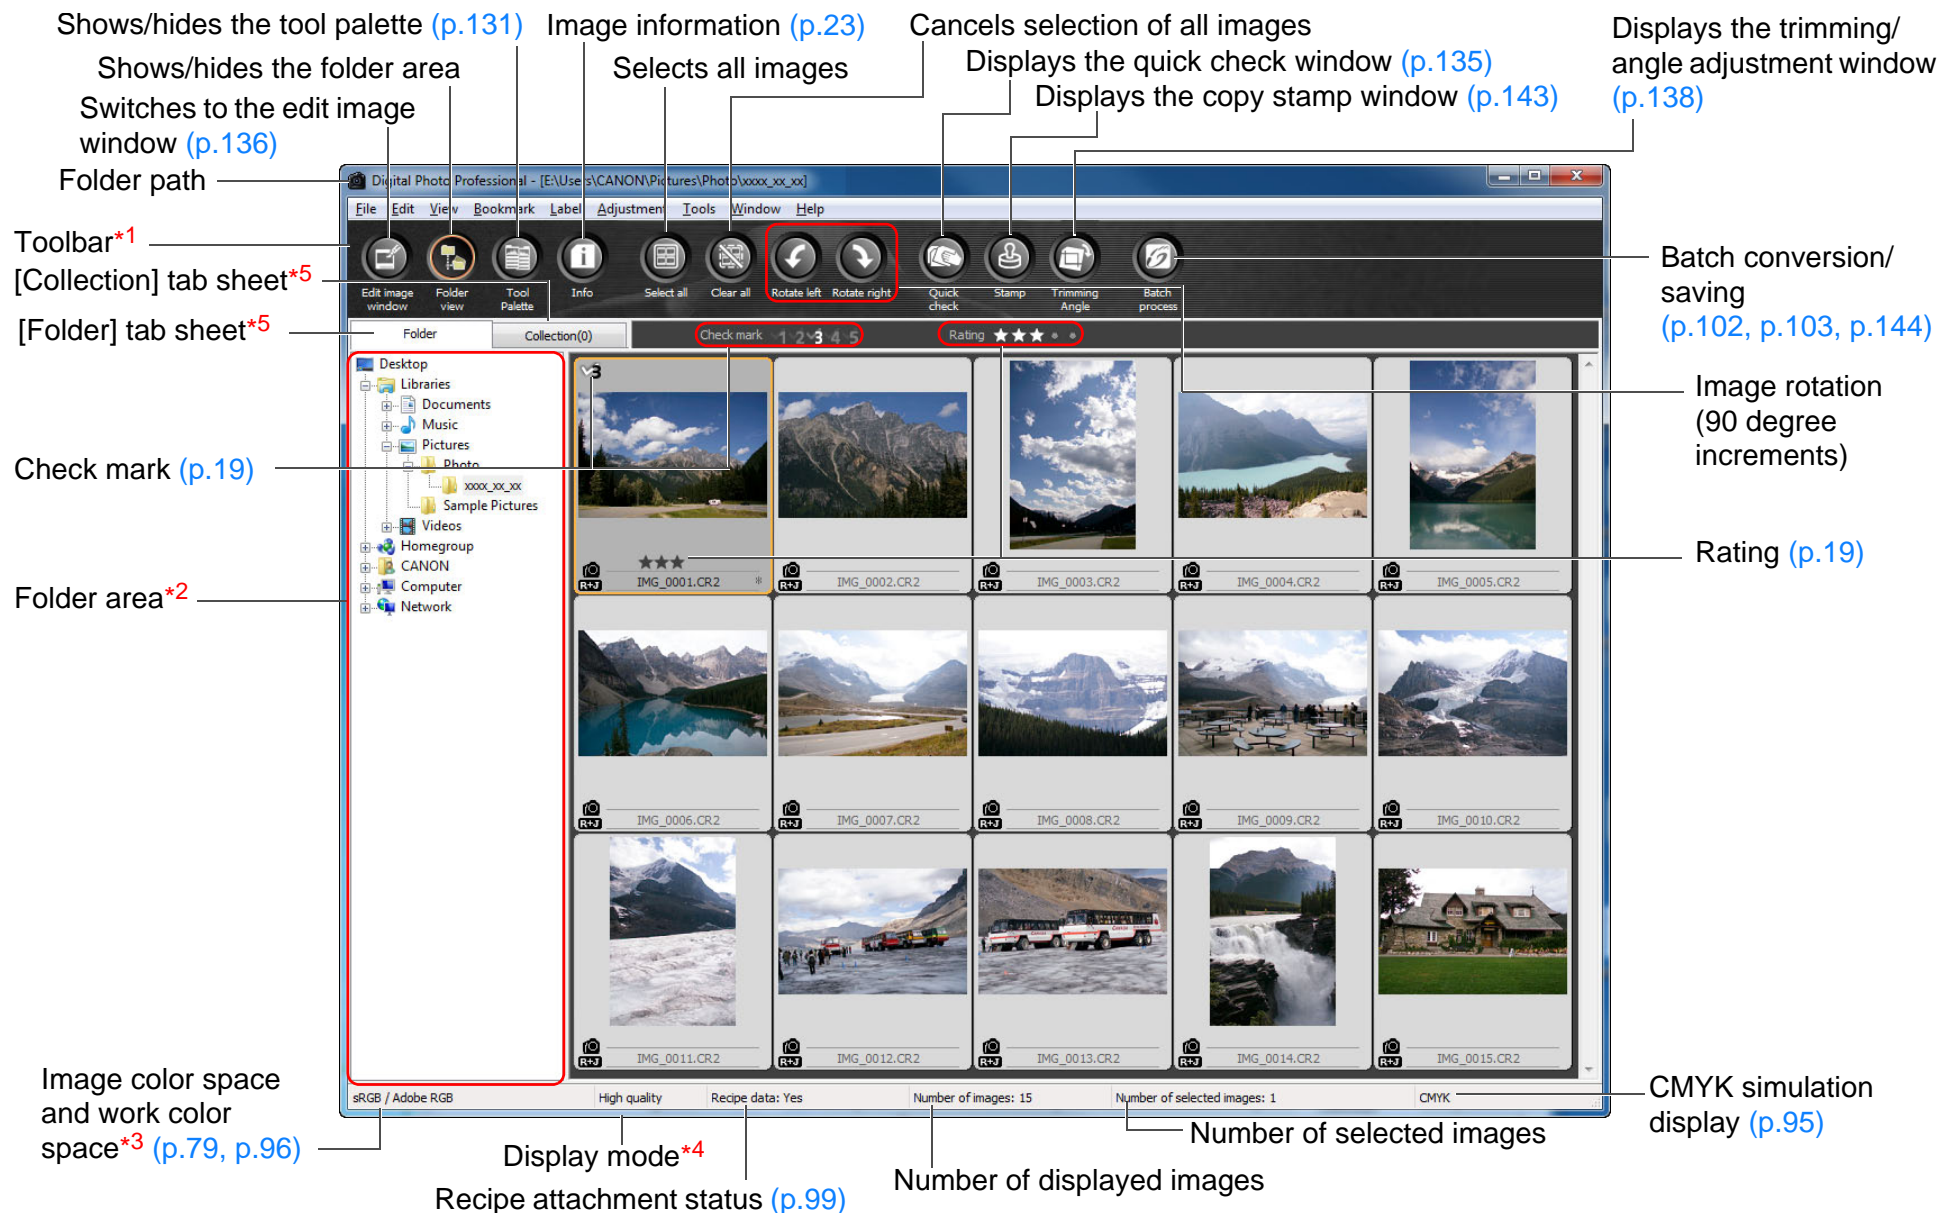 Shows/hides the tool palette (p.131)
Image information (p.23)
Cancels selection of all images
Displays the trimming/
angle adjustment window
(p.138)
Shows/hides the folder area
Selects all images
Displays the quick check window (p.135)
Switches to the edit image
window (p.136)
Displays the copy stamp window (p.143)
Folder path
Digital Photo Professional - [E:\Users\CANON\Pictures\Photo\xxxx_xx_xx]
File Edit View Bookmark Label Adjustment Tools Window Help
Toolbar*1
[Collection] tab sheet*5
[Folder] tab sheet*5
Edit image
window
Folder
view
Tool
Palette
Info
Select all
Clear all
Rotate left
Rotate right
Quick
check
Stamp
Trimming
Angle
Batch
process
Batch conversion/
saving
(p.102, p.103, p.144)
Folder
Collection(0)
Check mark 1 2 3 4 5
Rating
Desktop
Libraries
Documents
Music
Pictures
Photo
xxxx_xx_xx
Sample Pictures
Videos
Homegroup
CANON
Computer
Network
3
Image rotation
(90 degree
increments)
Check mark (p.19)
Rating (p.19)
Folder area*2
R+J IMG_0001.CR2
R+J IMG_0002.CR2
R+J IMG_0003.CR2
R+J IMG_0004.CR2
R+J IMG_0005.CR2
R+J IMG_0006.CR2
R+J IMG_0007.CR2
R+J IMG_0008.CR2
R+J IMG_0009.CR2
R+J IMG_0010.CR2
R+J IMG_0011.CR2
R+J IMG_0012.CR2
R+J IMG_0013.CR2
R+J IMG_0014.CR2
R+J IMG_0015.CR2
sRGB / Adobe RGB
High quality
Recipe data: Yes
Number of images: 15
Number of selected images: 1
CMYK
Image color space
and work color
space*3 (p.79, p.96)
Display mode*4
Recipe attachment status (p.99)
Number of displayed images
Number of selected images
CMYK simulation
display (p.95)